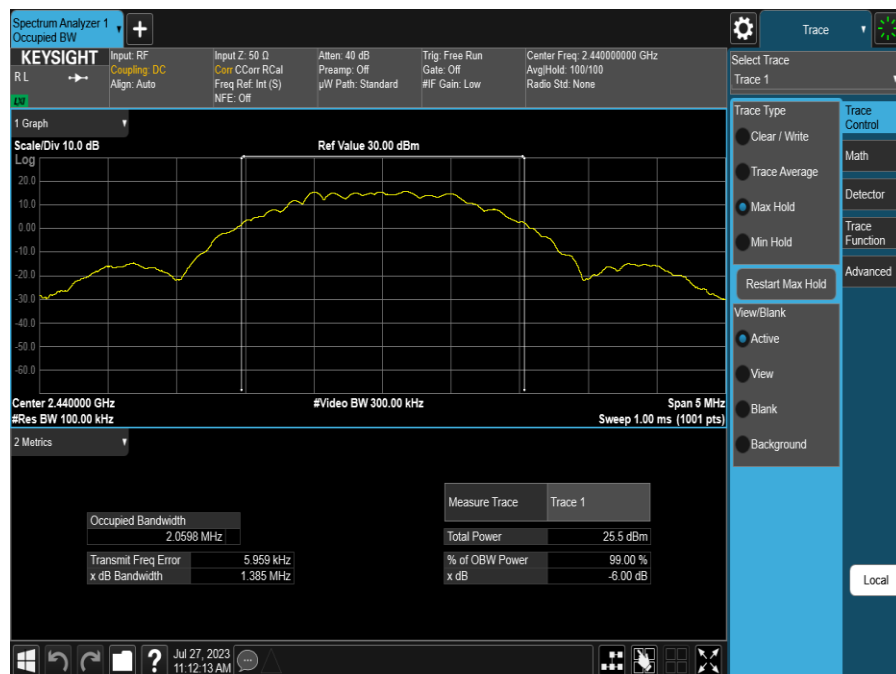 Spectrum Analyzer 1
Occupied BW
Trace
KEYSIGHT
R L
LXI
Input: RF
Coupling: DC
Align: Auto
Input Z: 50 Ω
Corr CCorr RCal
Freq Ref: Int (S)
NFE: Off
Atten: 40 dB
Preamp: Off
µW Path: Standard
Trig: Free Run
Gate: Off
#IF Gain: Low
Center Freq: 2.440000000 GHz
Avg|Hold: 100/100
Radio Std: None
Select Trace
Trace 1
1 Graph
Scale/Div 10.0 dB
Ref Value 30.00 dBm
Log
20.0
10.0
0.00
-10.0
-20.0
-30.0
-40.0
-50.0
-60.0
Center 2.440000 GHz
#Video BW 300.00 kHz
Span 5 MHz
#Res BW 100.00 kHz
Sweep 1.00 ms (1001 pts)
2 Metrics
Occupied Bandwidth
2.0598 MHz
Transmit Freq Error 5.959 kHz
x dB Bandwidth 1.385 MHz
Measure Trace Trace 1
Total Power 25.5 dBm
% of OBW Power 99.00 %
x dB -6.00 dB
Trace Type
Clear / Write
Trace Average
Max Hold
Min Hold
Restart Max Hold
View/Blank
Active
View
Blank
Background
Trace
Control
Math
Detector
Trace
Function
Advanced
Local
?
Jul 27, 2023
11:12:13 AM